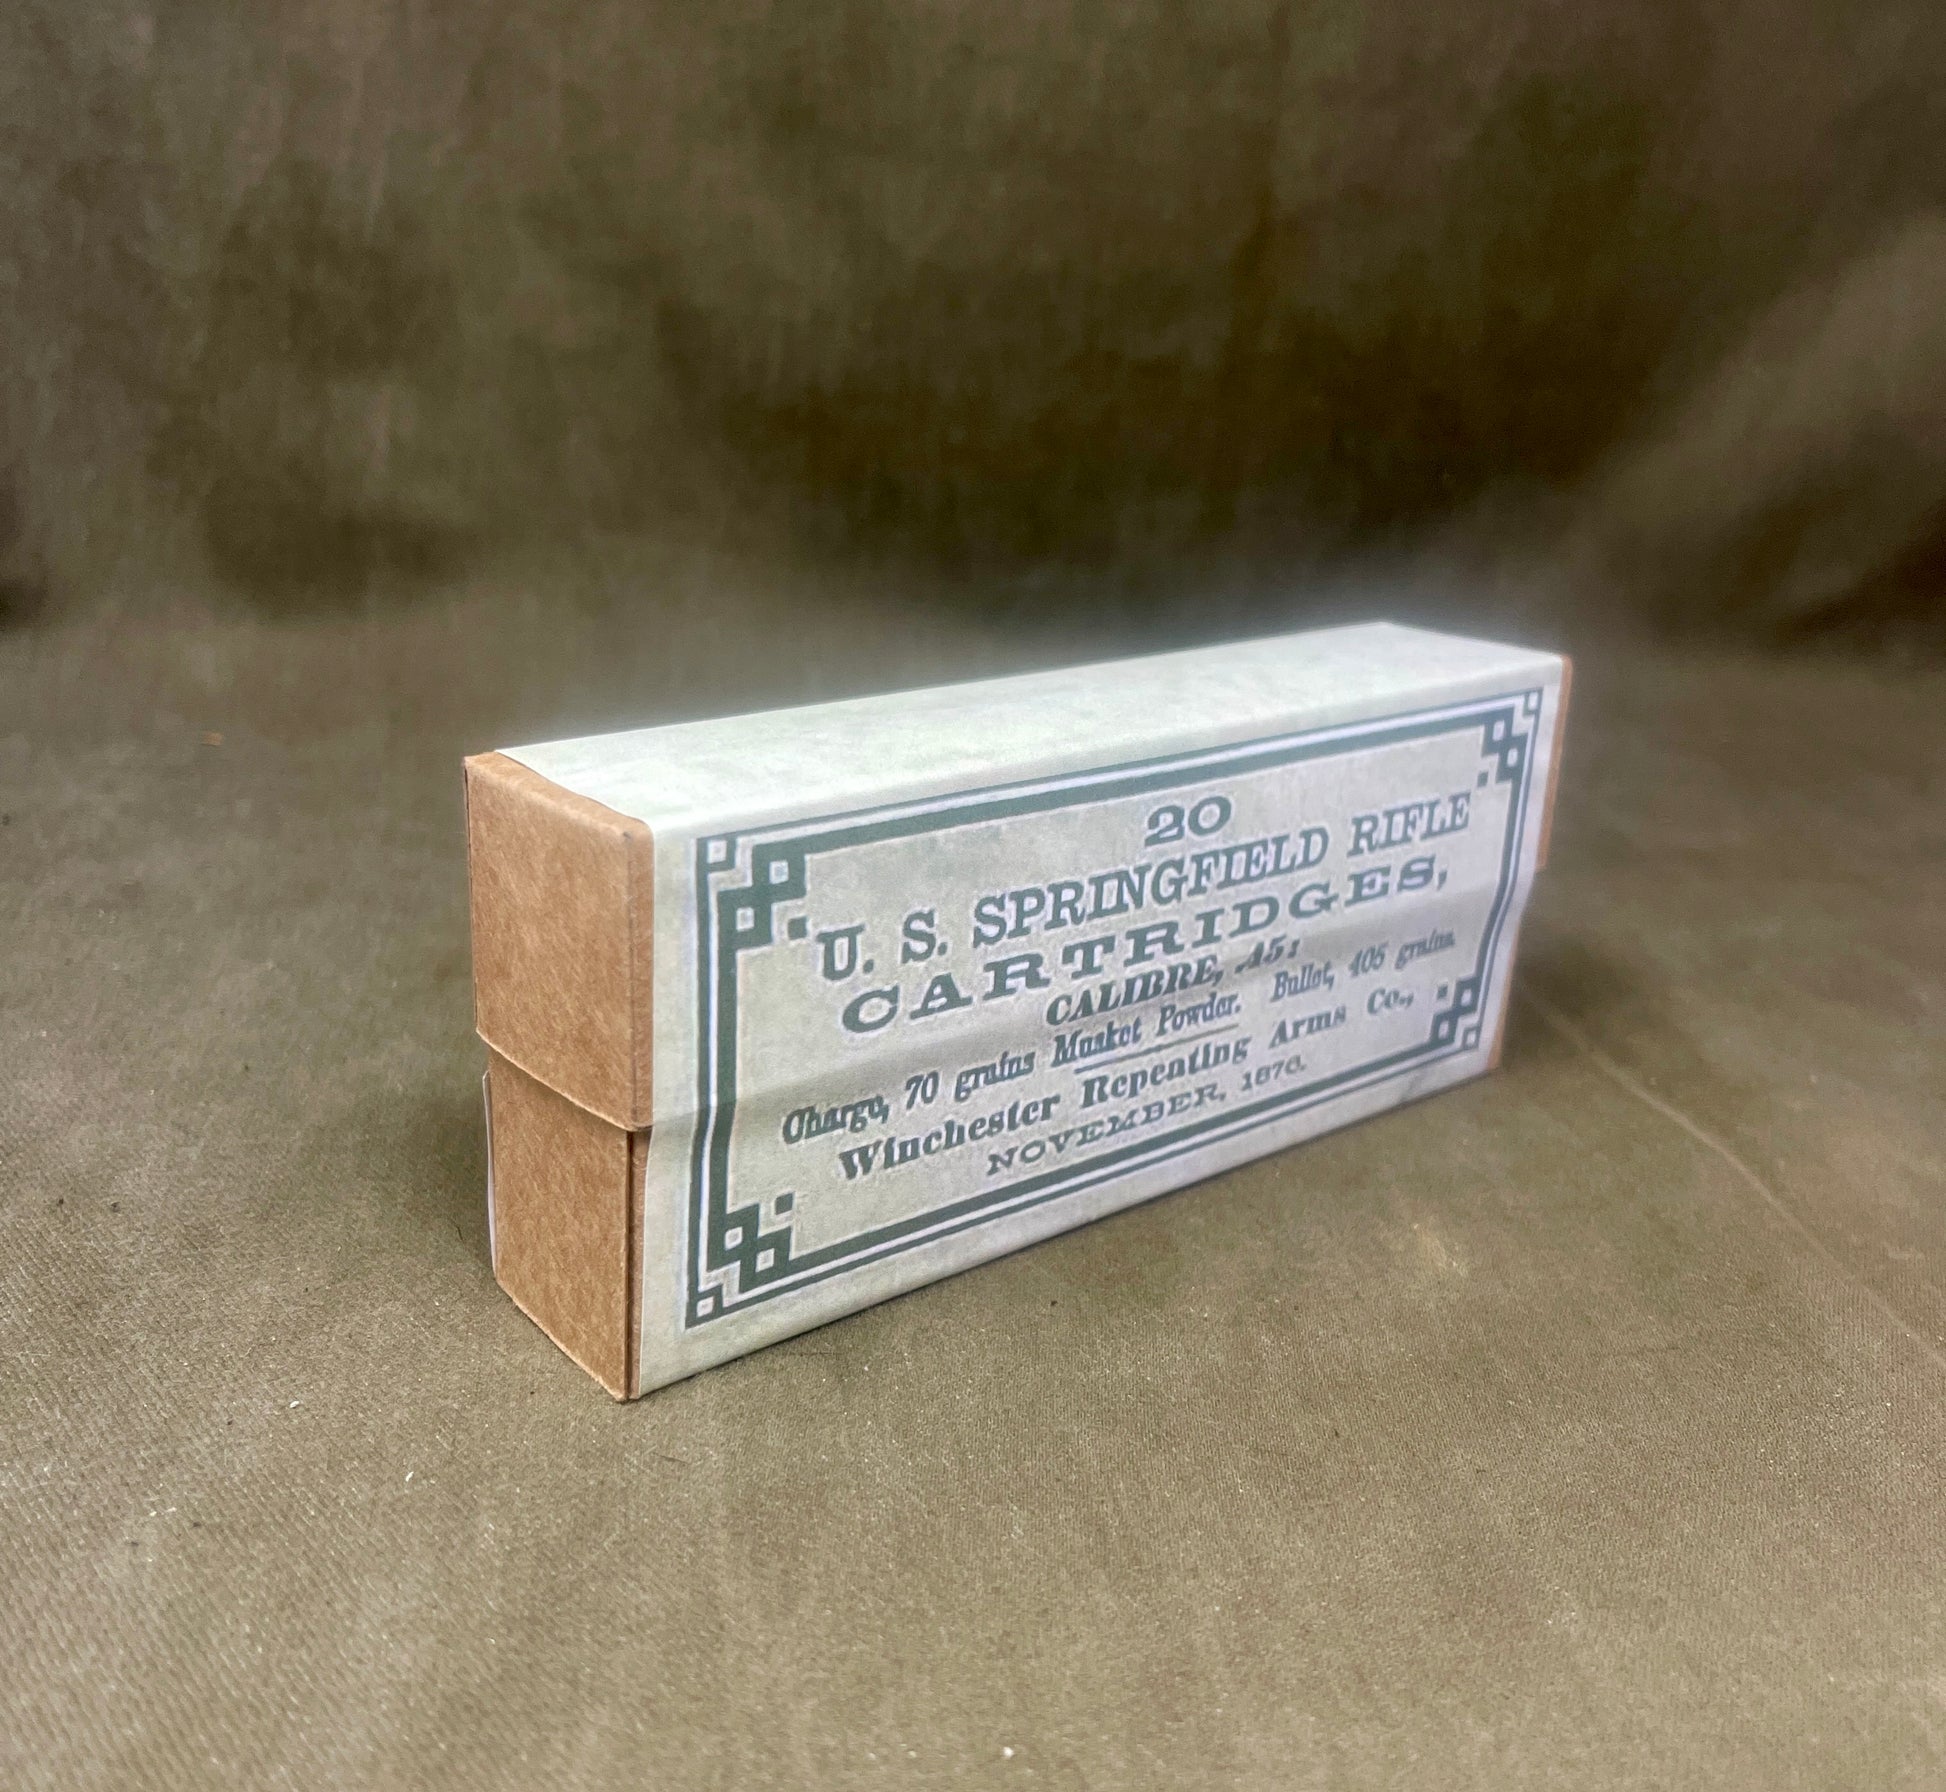 20
U. S. SPRINGFIELD RIFLE
CARTRIDGES,
CALIBRE, .45;
Charge, 70 grains Musket Powder. Bullet, 405 grains.
Winchester Repeating Arms Co.,
NOVEMBER, 1876.